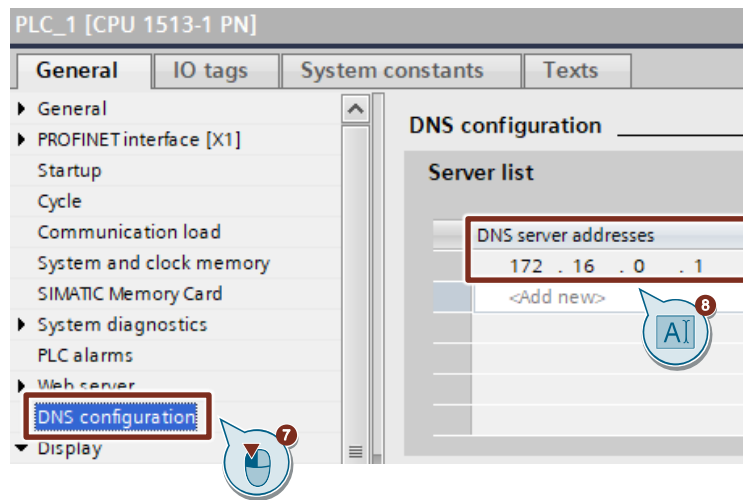 PLC_1 [CPU 1513-1 PN]
General IO tags System constants Texts
General
PROFINET interface [X1]
Startup
Cycle
Communication load
System and clock memory
SIMATIC Memory Card
System diagnostics
PLC alarms
Web server
DNS configuration
Display
7
DNS configuration
Server list
DNS server addresses
172 . 16 . 0 . 1
<Add new>
8
A